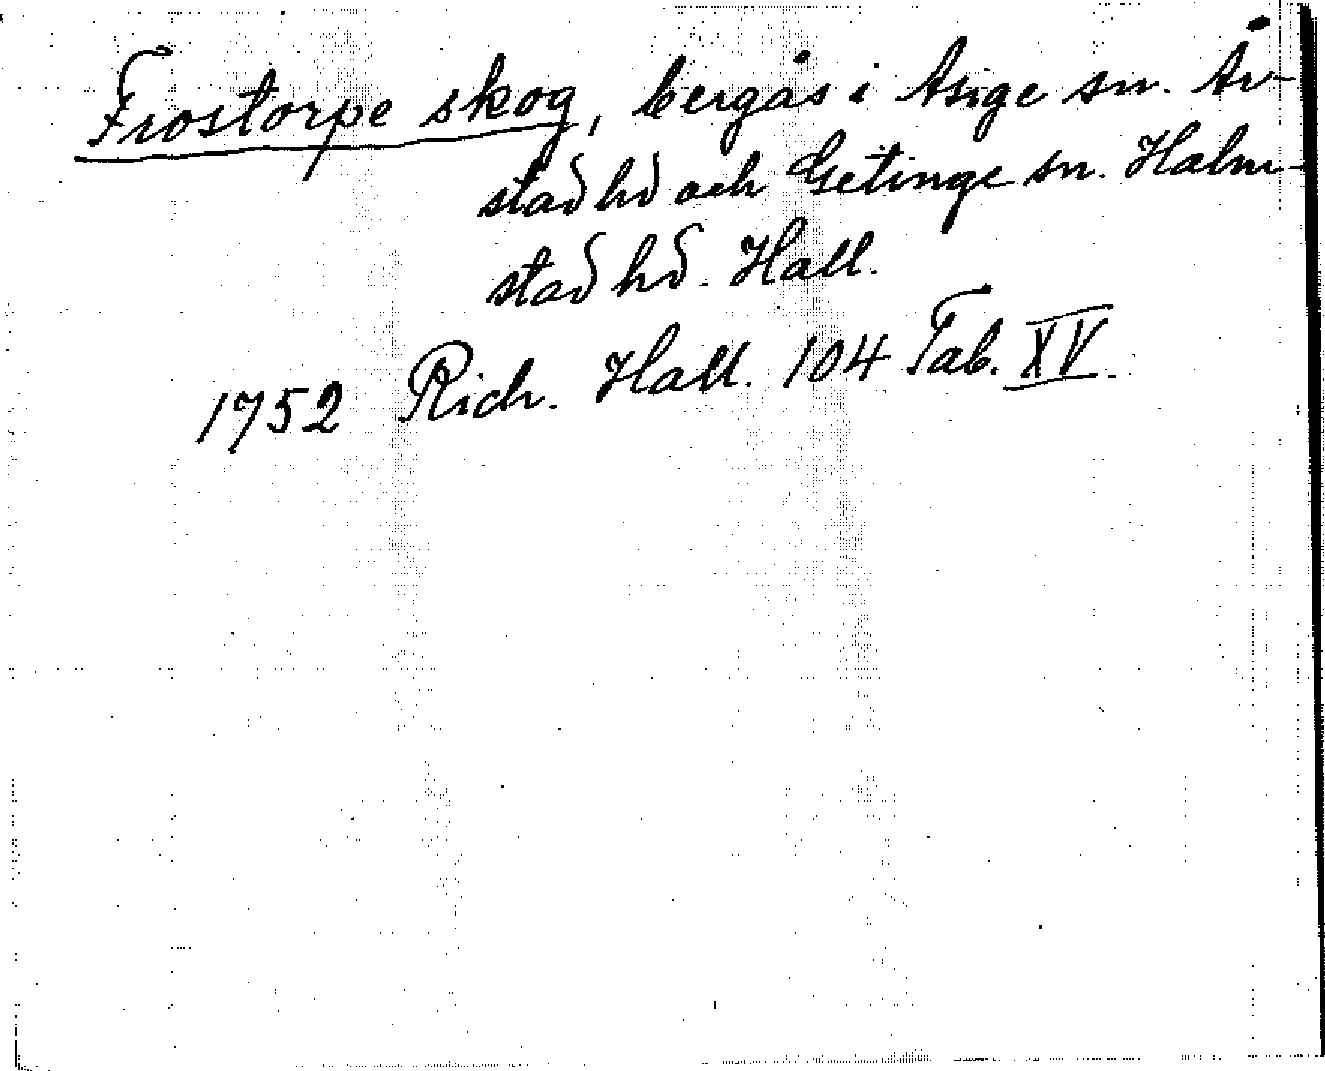 Frostorpe skog, bergås i Asige sn. År-
stad hd och Getinge sn. Halm-
stad hd. Hall.
1752 Rich. Hall. 104 Tab. XV.